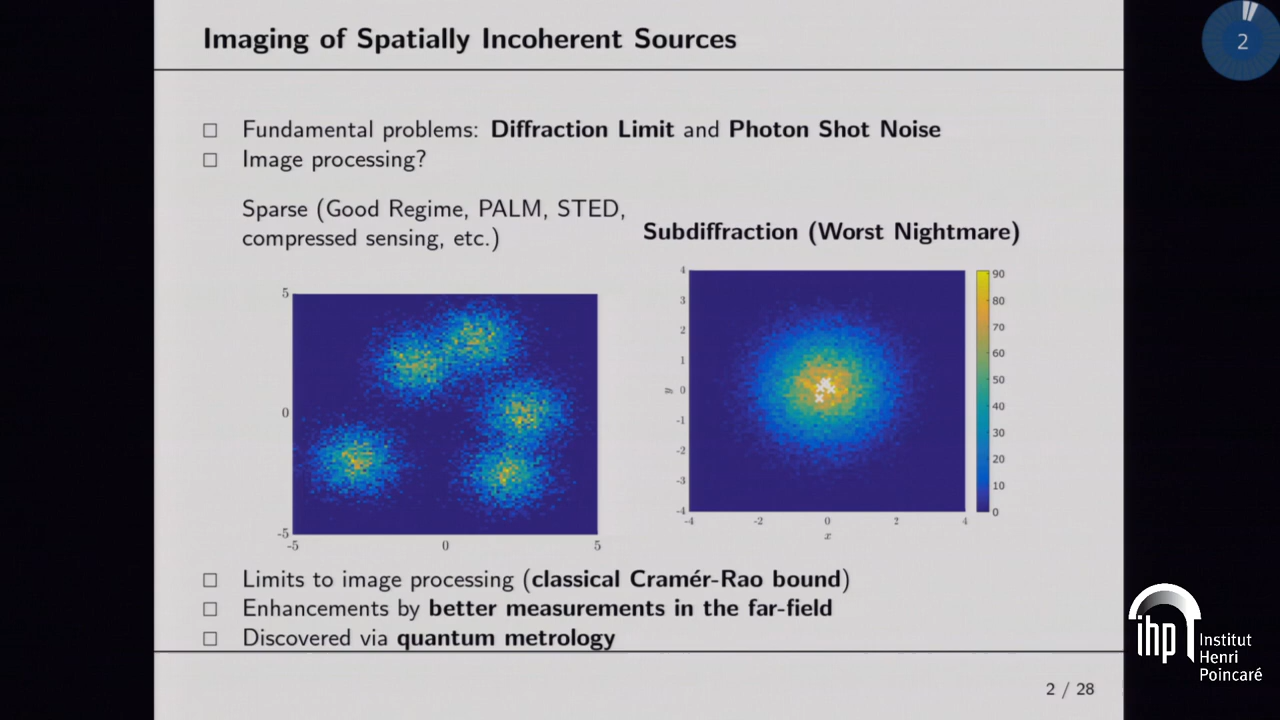 Imaging of Spatially Incoherent Sources
2
□ Fundamental problems: Diffraction Limit and Photon Shot Noise
□ Image processing?
Sparse (Good Regime, PALM, STED,
compressed sensing, etc.)
Subdiffraction (Worst Nightmare)
5
0
-5
-5 0 5
4
3
2
1
0
-1
-2
-3
-4
y
-4 -2 0 2 4
x
90
80
70
60
50
40
30
20
10
0
□ Limits to image processing (classical Cramér-Rao bound)
□ Enhancements by better measurements in the far-field
□ Discovered via quantum metrology
2 / 28
ihp
Institut
Henri
Poincaré